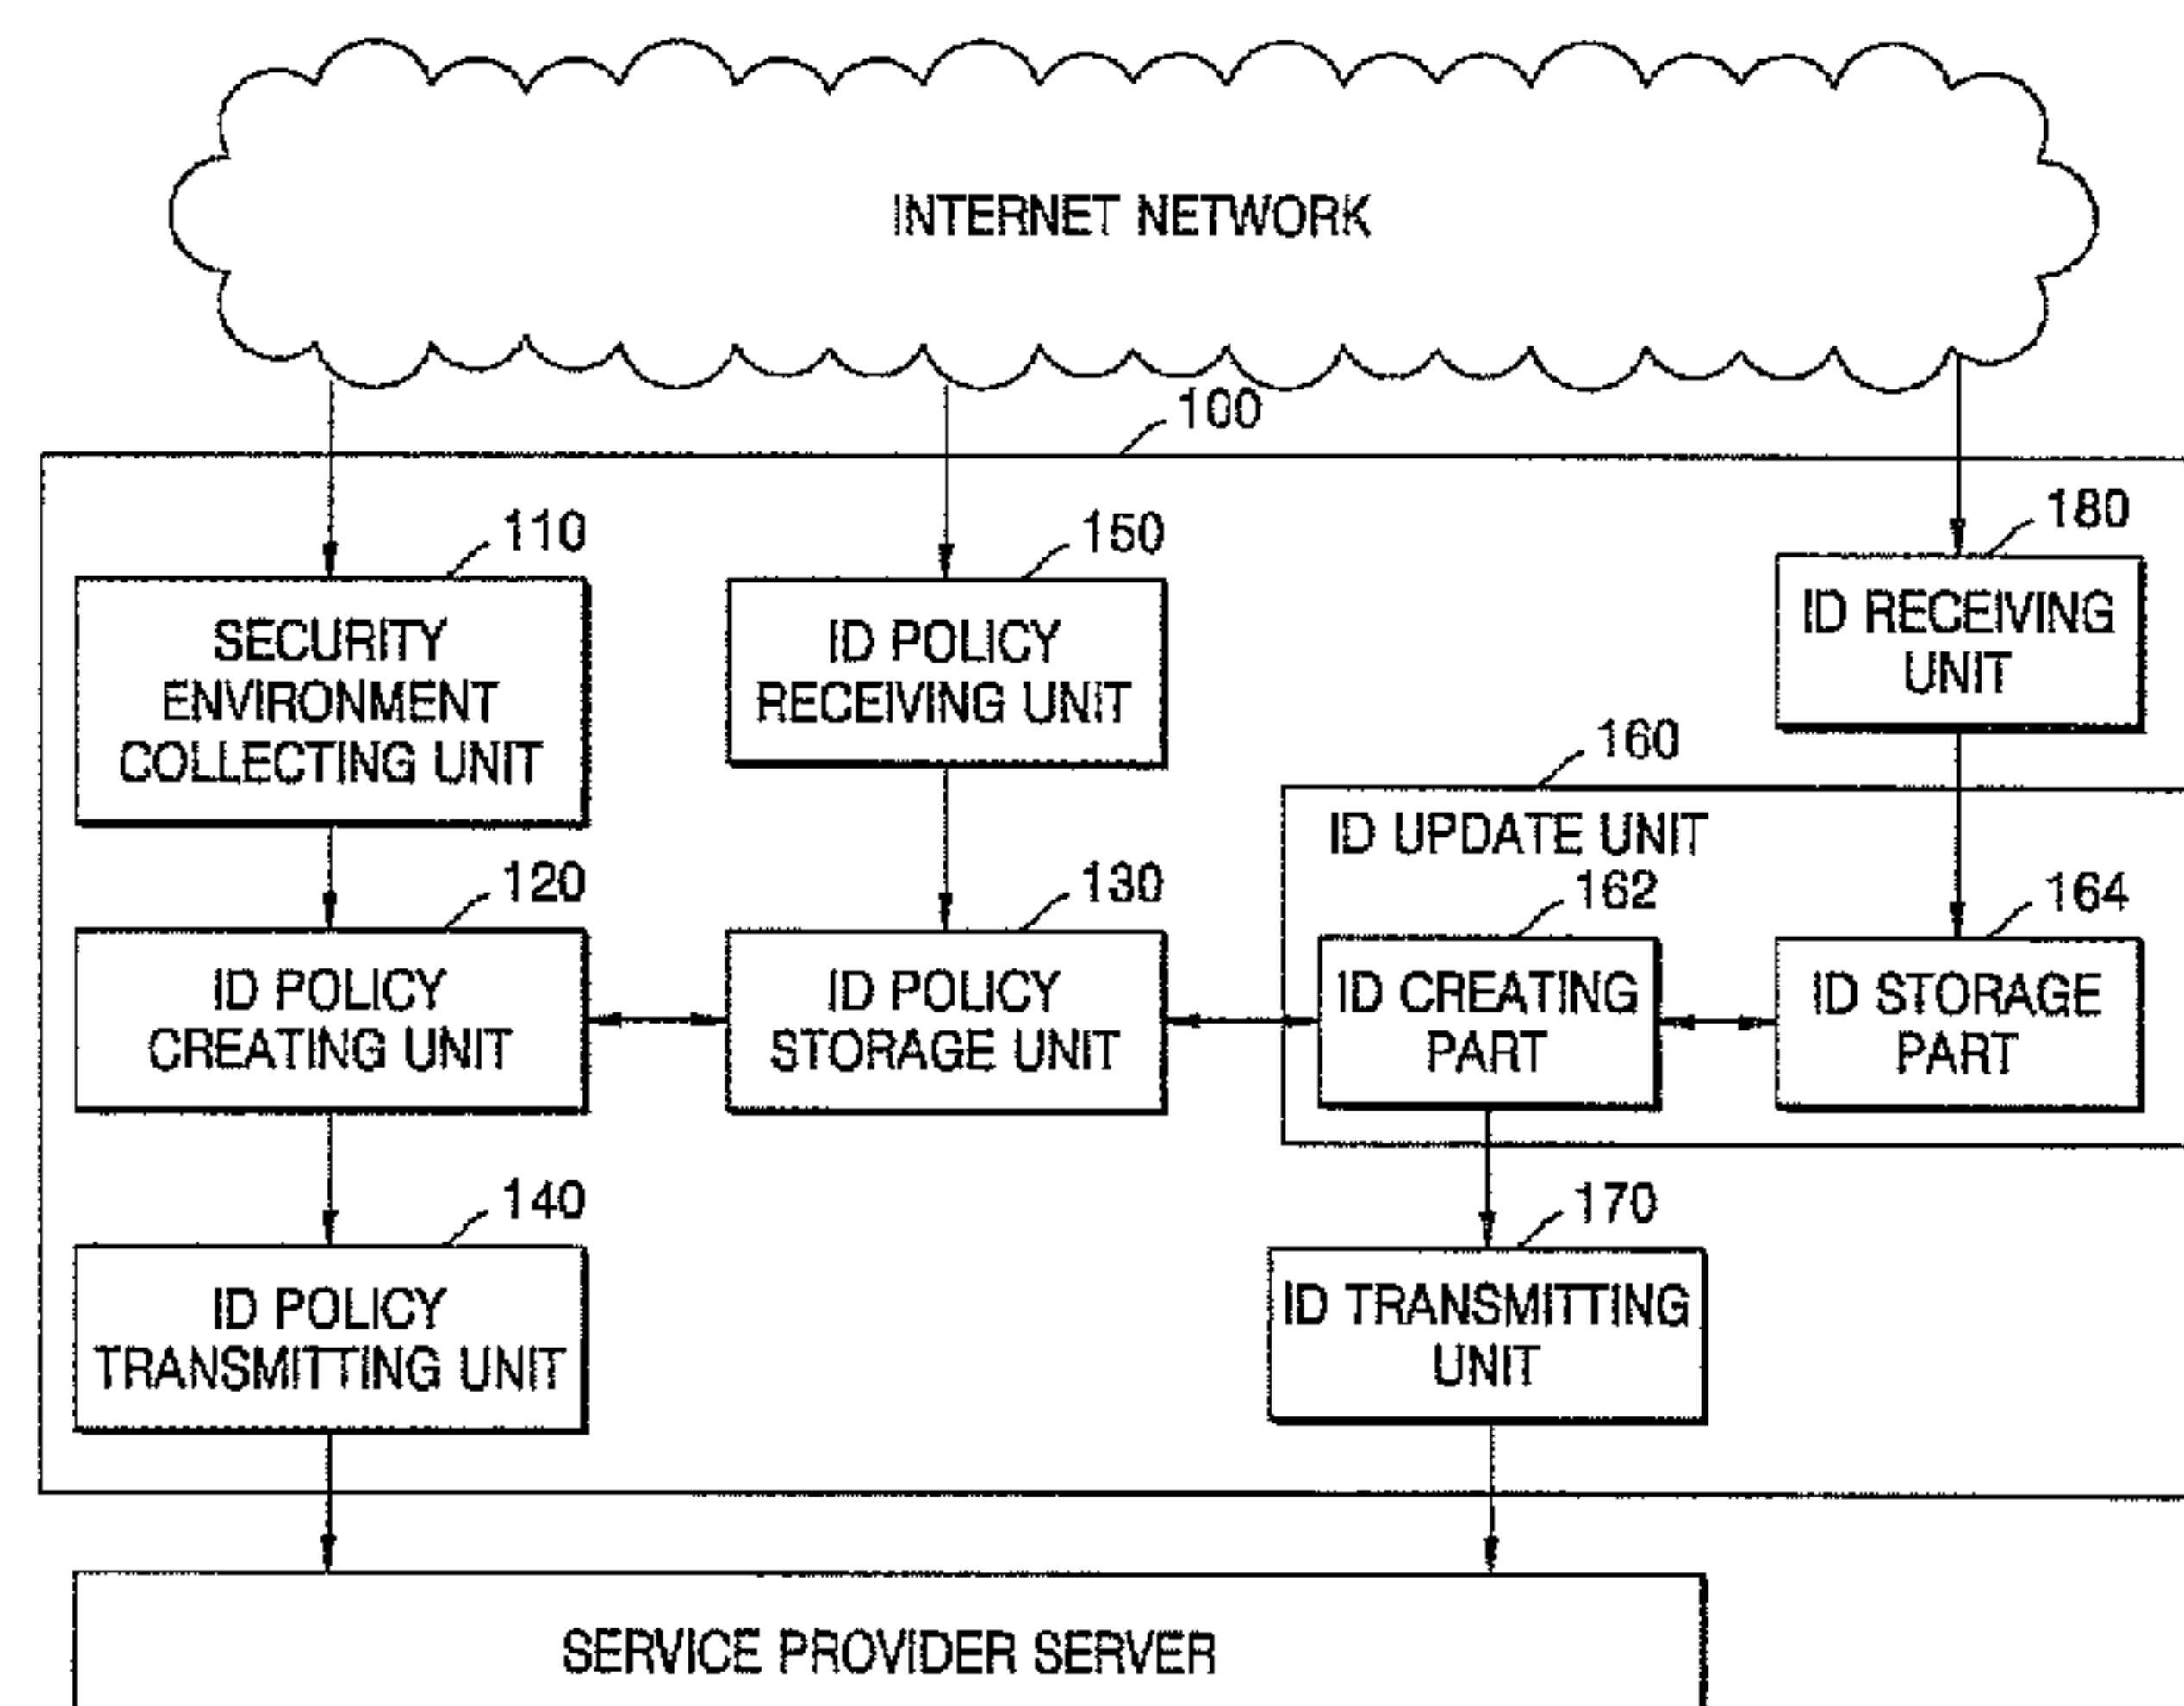 INTERNET NETWORK
100
110
SECURITY
ENVIRONMENT
COLLECTING UNIT
150
ID POLICY
RECEIVING UNIT
180
ID RECEIVING
UNIT
160
ID UPDATE UNIT
120
ID POLICY
CREATING UNIT
130
ID POLICY
STORAGE UNIT
162
ID CREATING
PART
164
ID STORAGE
PART
140
ID POLICY
TRANSMITTING UNIT
170
ID TRANSMITTING
UNIT
SERVICE PROVIDER SERVER